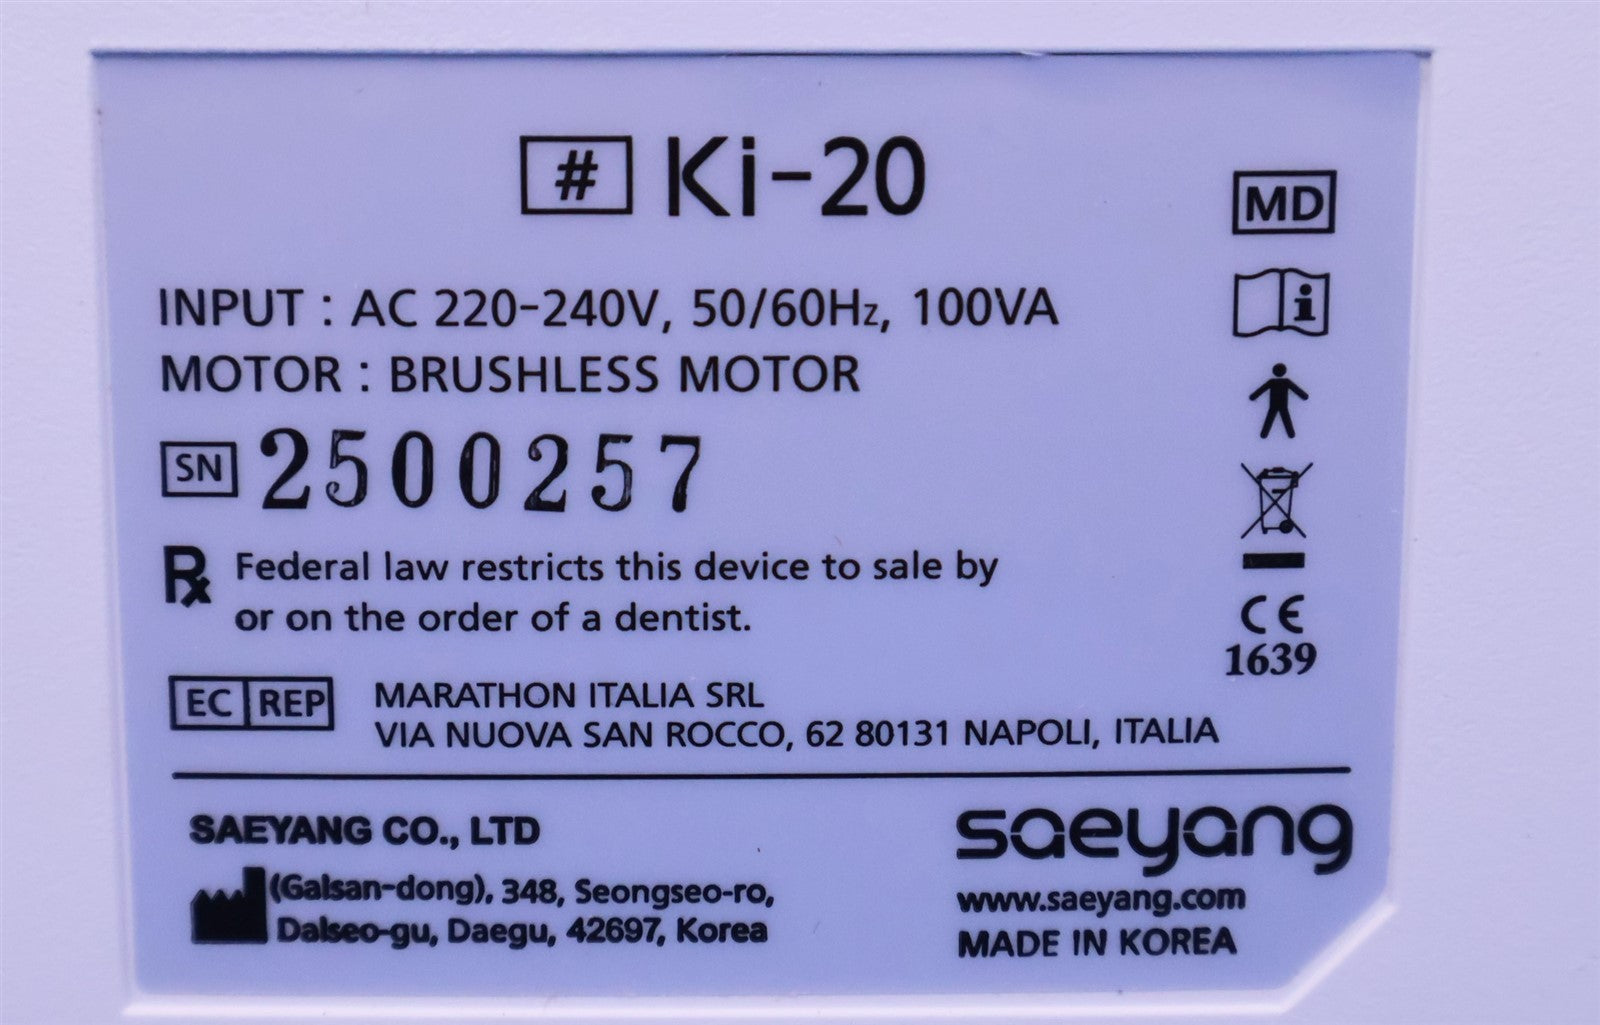 # Ki-20
MD
INPUT : AC 220-240V, 50/60Hz, 100VA
MOTOR : BRUSHLESS MOTOR
SN 2500257
Rx Federal law restricts this device to sale by
or on the order of a dentist.
CE
1639
EC REP MARATHON ITALIA SRL
VIA NUOVA SAN ROCCO, 62 80131 NAPOLI, ITALIA
SAEYANG CO., LTD
(Galsan-dong), 348, Seongseo-ro,
Dalseo-gu, Daegu, 42697, Korea
saeyang
www.saeyang.com
MADE IN KOREA